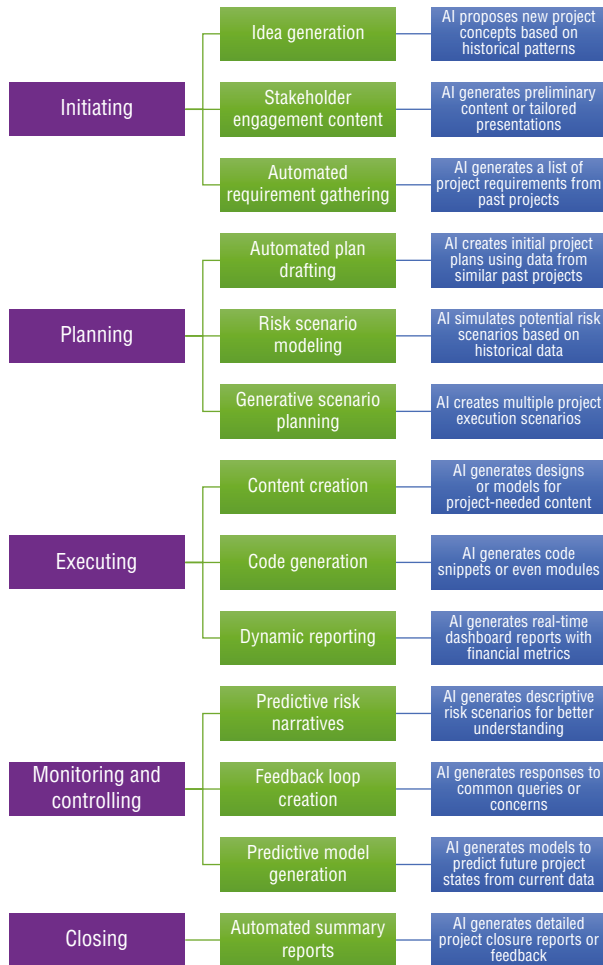 Initiating
Idea generation
AI proposes new project
concepts based on
historical patterns
Stakeholder
engagement content
AI generates preliminary
content or tailored
presentations
Automated
requirement gathering
AI generates a list of
project requirements from
past projects
Planning
Automated plan
drafting
AI creates initial project
plans using data from
similar past projects
Risk scenario
modeling
AI simulates potential risk
scenarios based on
historical data
Generative scenario
planning
AI creates multiple project
execution scenarios
Executing
Content creation
AI generates designs
or models for
project-needed content
Code generation
AI generates code
snippets or even modules
Dynamic reporting
AI generates real-time
dashboard reports with
financial metrics
Monitoring and
controlling
Predictive risk
narratives
AI generates descriptive
risk scenarios for better
understanding
Feedback loop
creation
AI generates responses to
common queries or
concerns
Predictive model
generation
AI generates models to
predict future project
states from current data
Closing
Automated summary
reports
AI generates detailed
project closure reports or
feedback